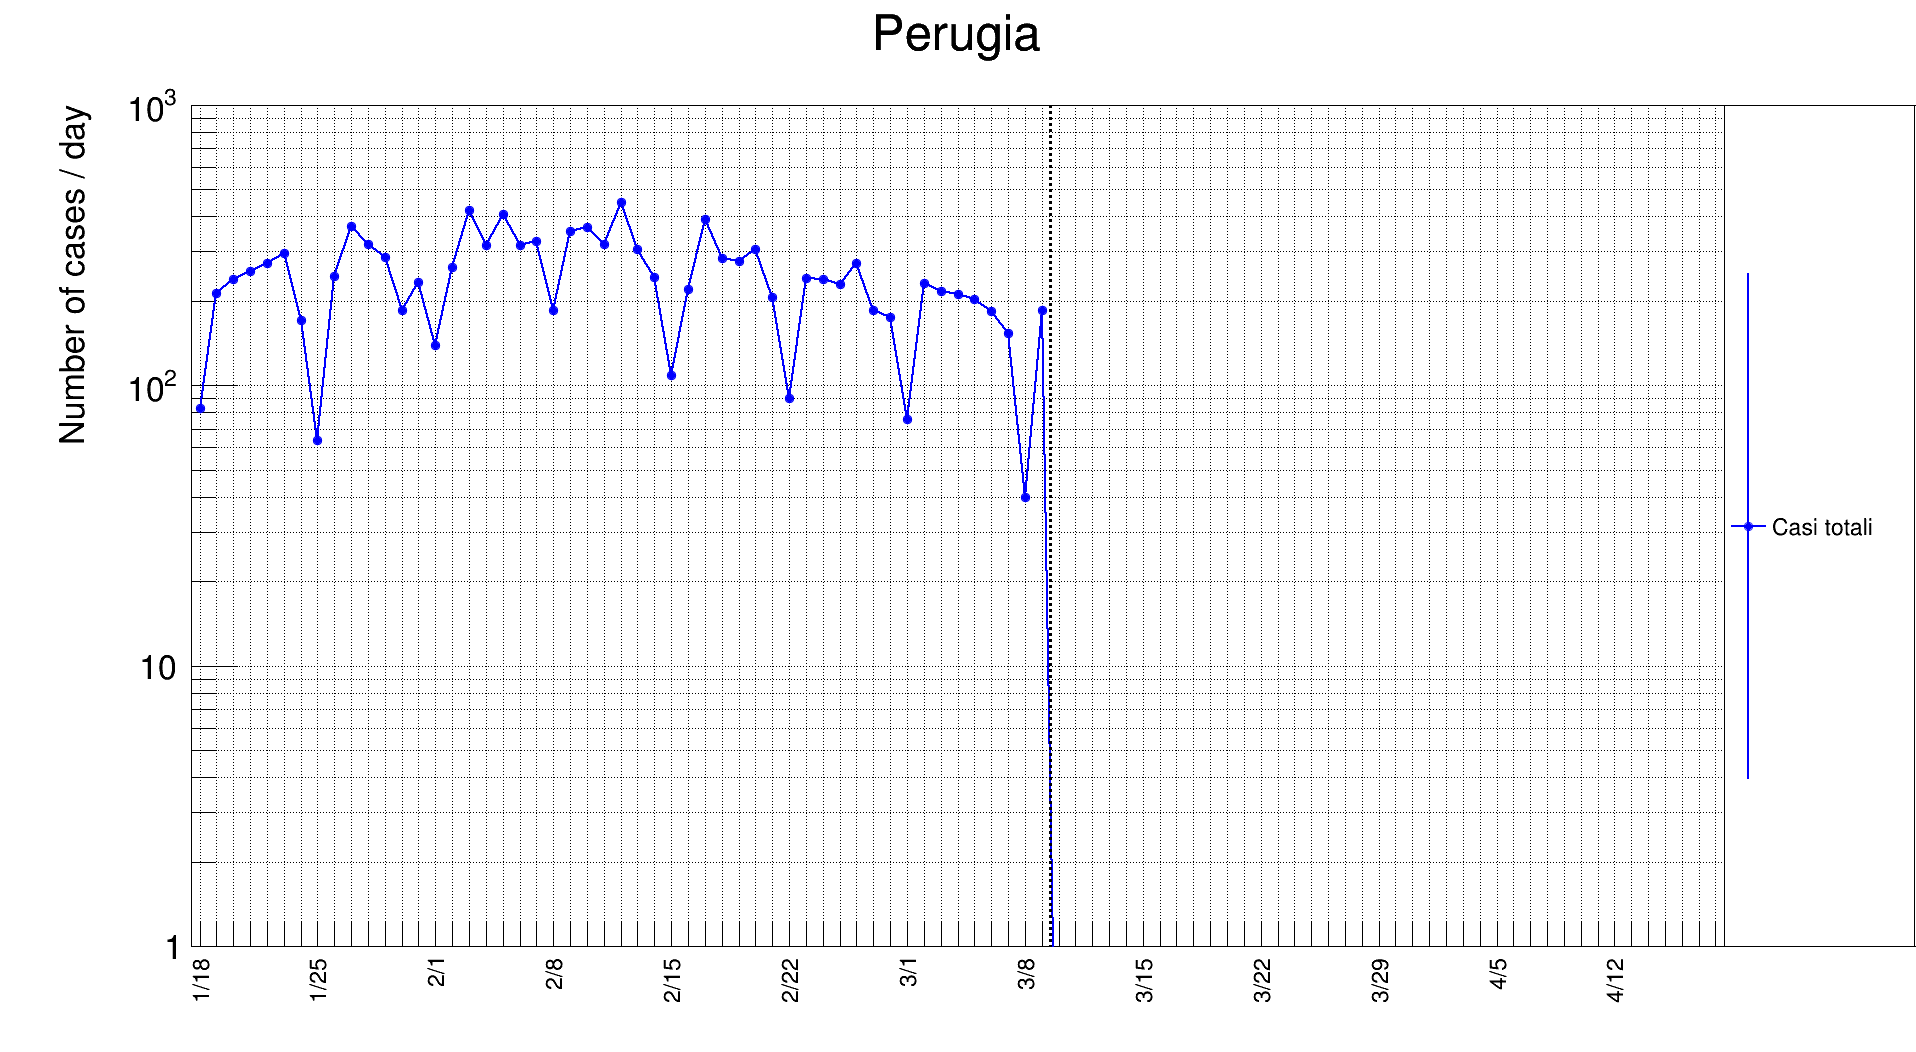 Perugia
Number of cases / day
10³
10²
10
1
1/18 1/25 2/1 2/8 2/15 2/22 3/1 3/8 3/15 3/22 3/29 4/5 4/12
Casi totali